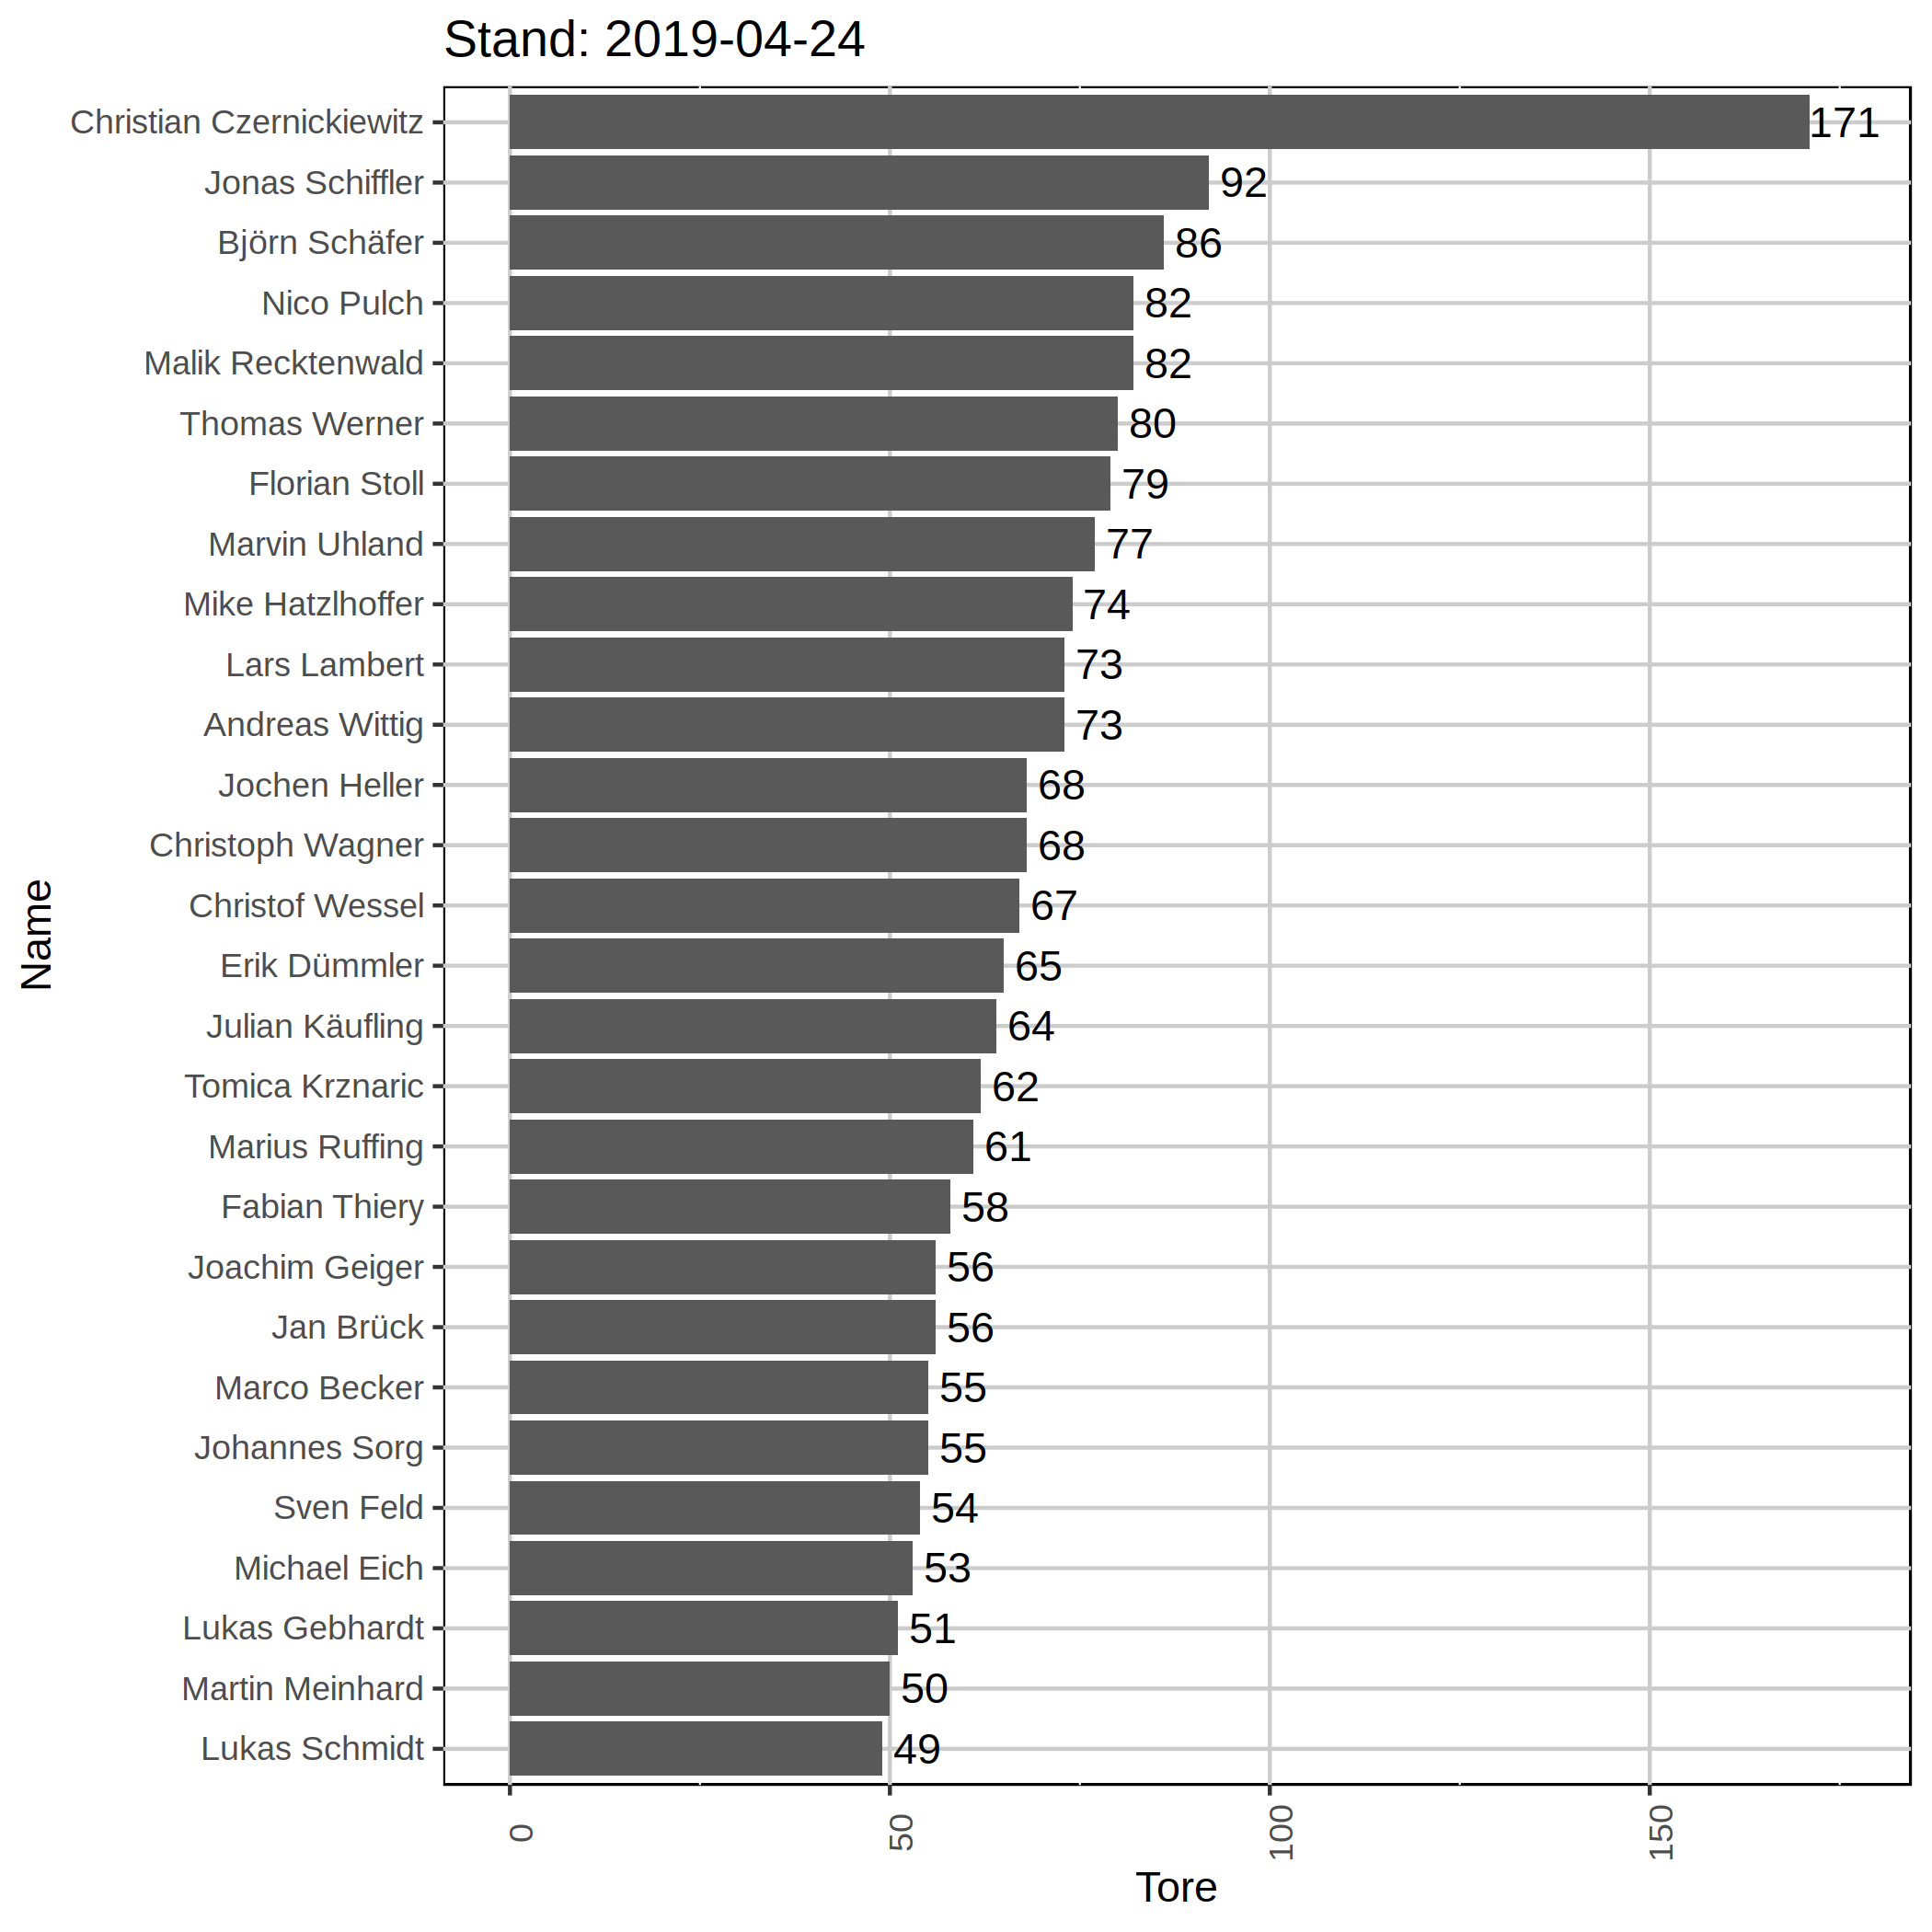 Stand: 2019-04-24
Christian Czernickiewitz 171
Jonas Schiffler 92
Björn Schäfer 86
Nico Pulch 82
Malik Recktenwald 82
Thomas Werner 80
Florian Stoll 79
Marvin Uhland 77
Mike Hatzlhoffer 74
Lars Lambert 73
Andreas Wittig 73
Jochen Heller 68
Christoph Wagner 68
Christof Wessel 67
Erik Dümmler 65
Julian Käufling 64
Tomica Krznaric 62
Marius Ruffing 61
Fabian Thiery 58
Joachim Geiger 56
Jan Brück 56
Marco Becker 55
Johannes Sorg 55
Sven Feld 54
Michael Eich 53
Lukas Gebhardt 51
Martin Meinhard 50
Lukas Schmidt 49
Name
0 50 100 150
Tore